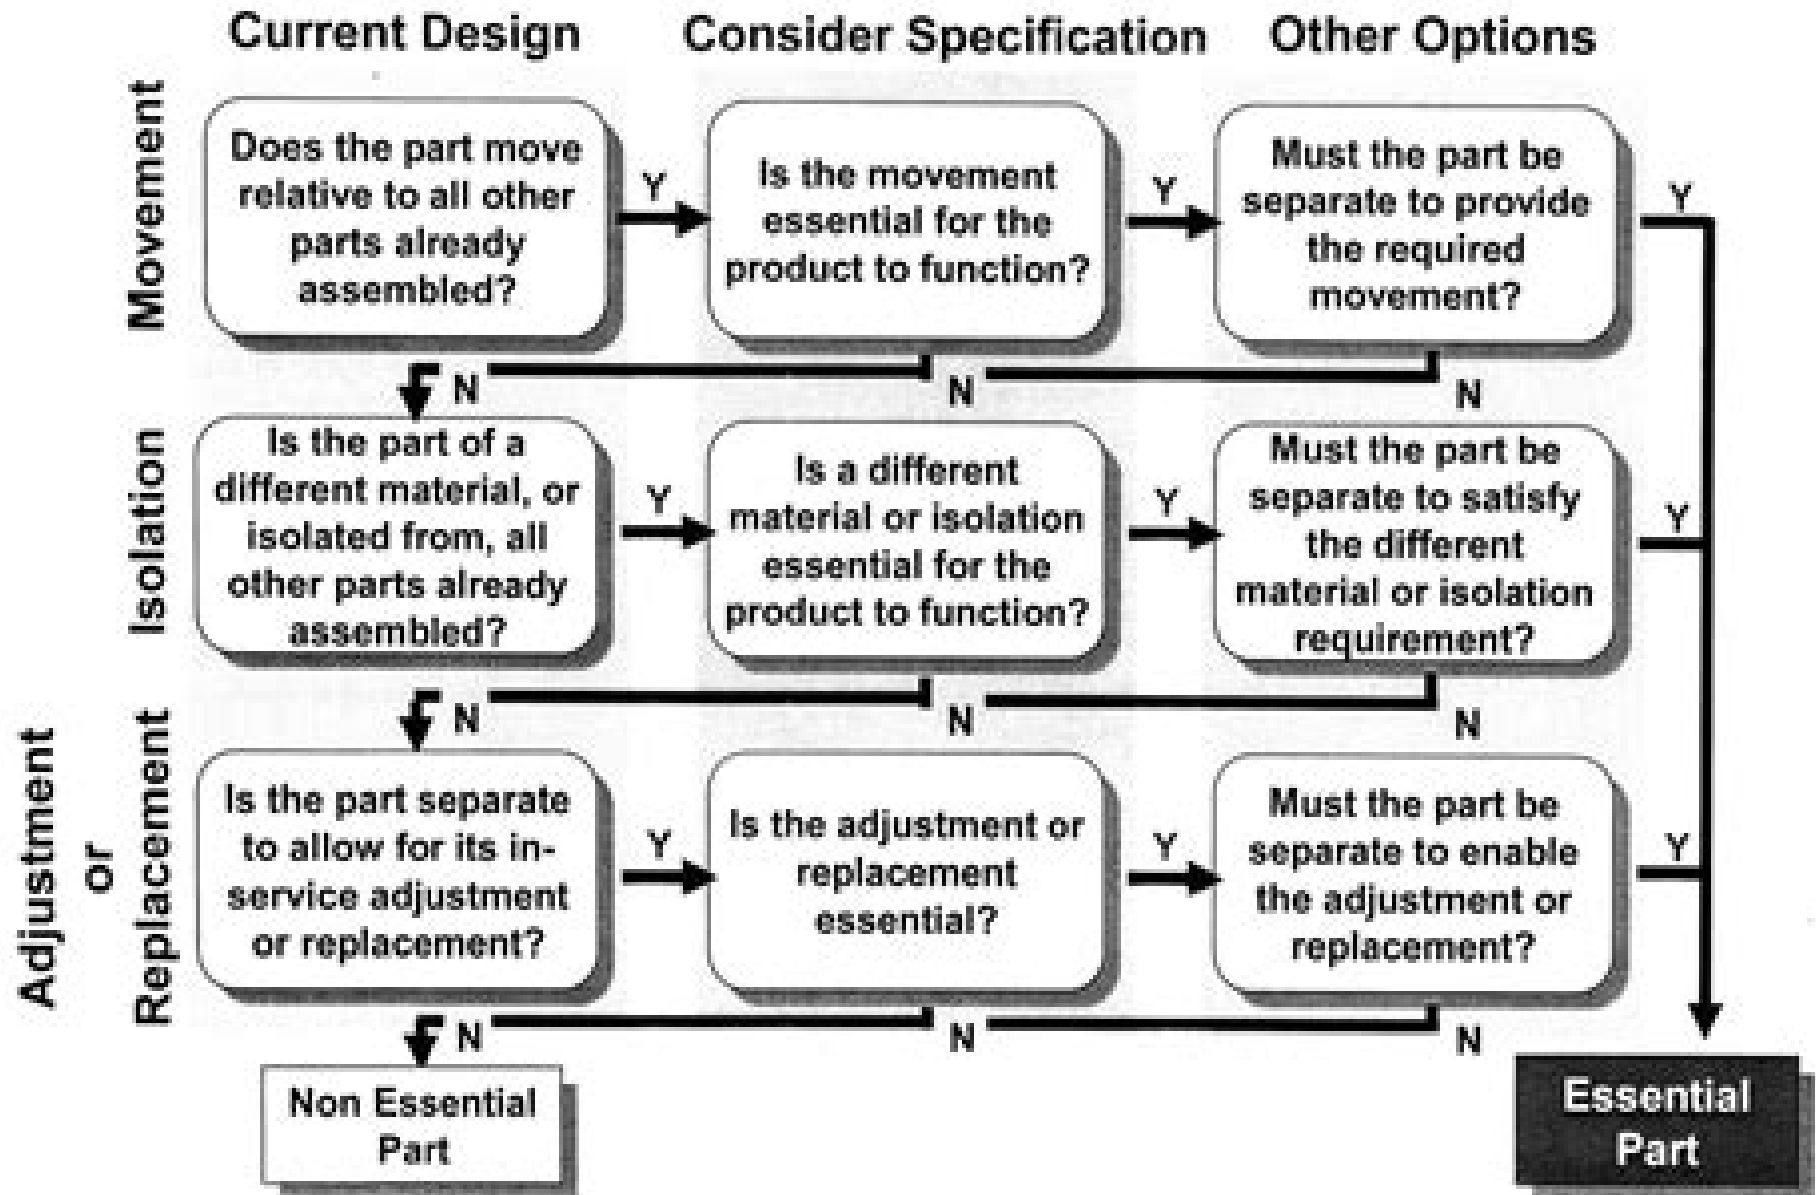 Current Design
Consider Specification
Other Options
Movement
Does the part move
relative to all other
parts already
assembled?
Y
Is the movement
essential for the
product to function?
Y
Must the part be
separate to provide
the required
movement?
Y
N
N
N
Isolation
Is the part of a
different material, or
isolated from, all
other parts already
assembled?
Y
Is a different
material or isolation
essential for the
product to function?
Y
Must the part be
separate to satisfy
the different
material or isolation
requirement?
Y
N
N
N
Adjustment
or
Replacement
Is the part separate
to allow for its in-
service adjustment
or replacement?
Y
Is the adjustment or
replacement
essential?
Y
Must the part be
separate to enable
the adjustment or
replacement?
Y
N
N
N
Non Essential
Part
Essential
Part